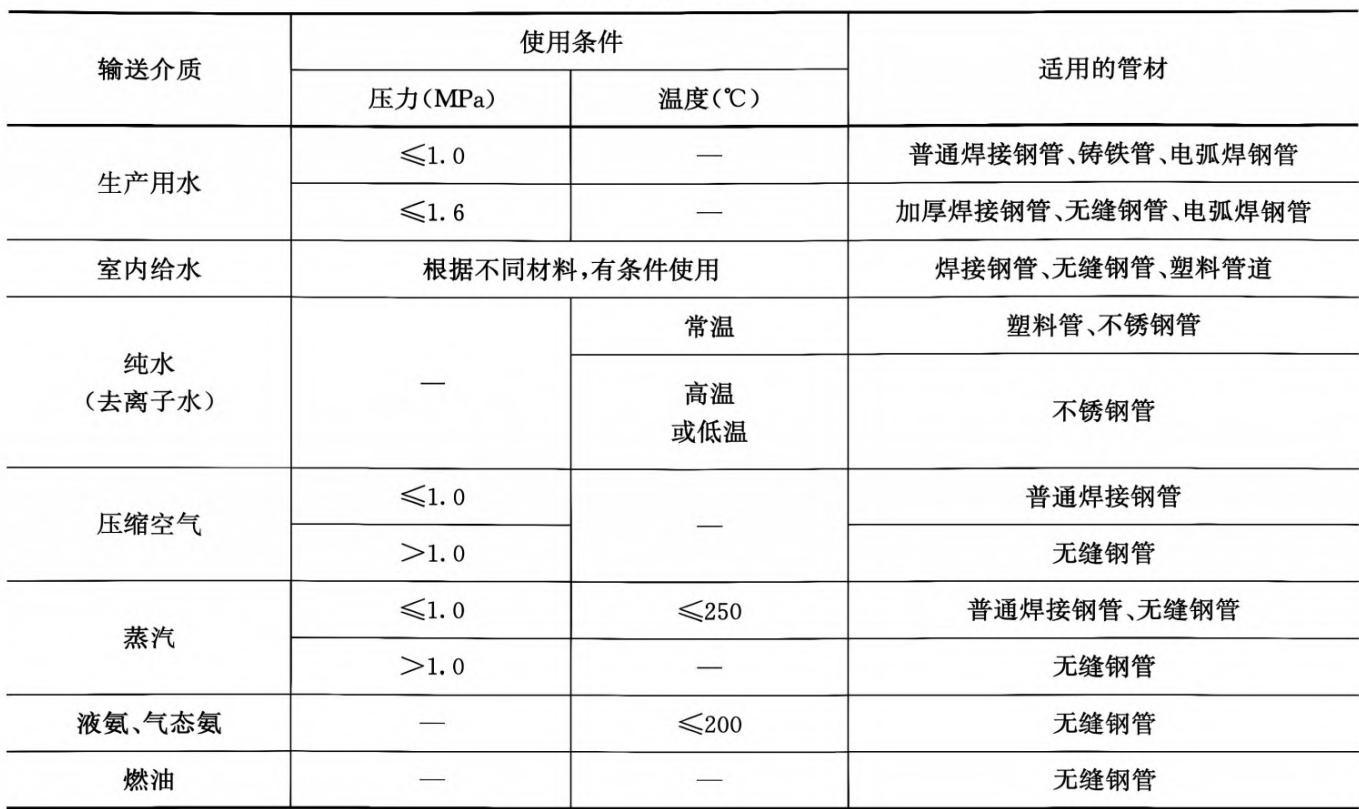 输送介质
使用条件
适用的管材
压力(MPa)
温度(℃)
生产用水
≤1.0
—
普通焊接钢管、铸铁管、电弧焊钢管
≤1.6
—
加厚焊接钢管、无缝钢管、电弧焊钢管
室内给水
根据不同材料,有条件使用
焊接钢管、无缝钢管、塑料管道
纯水
(去离子水)
—
常温
塑料管、不锈钢管
高温
或低温
不锈钢管
压缩空气
≤1.0
—
普通焊接钢管
>1.0
无缝钢管
蒸汽
≤1.0
≤250
普通焊接钢管、无缝钢管
>1.0
—
无缝钢管
液氨、气态氨
—
≤200
无缝钢管
燃油
—
—
无缝钢管